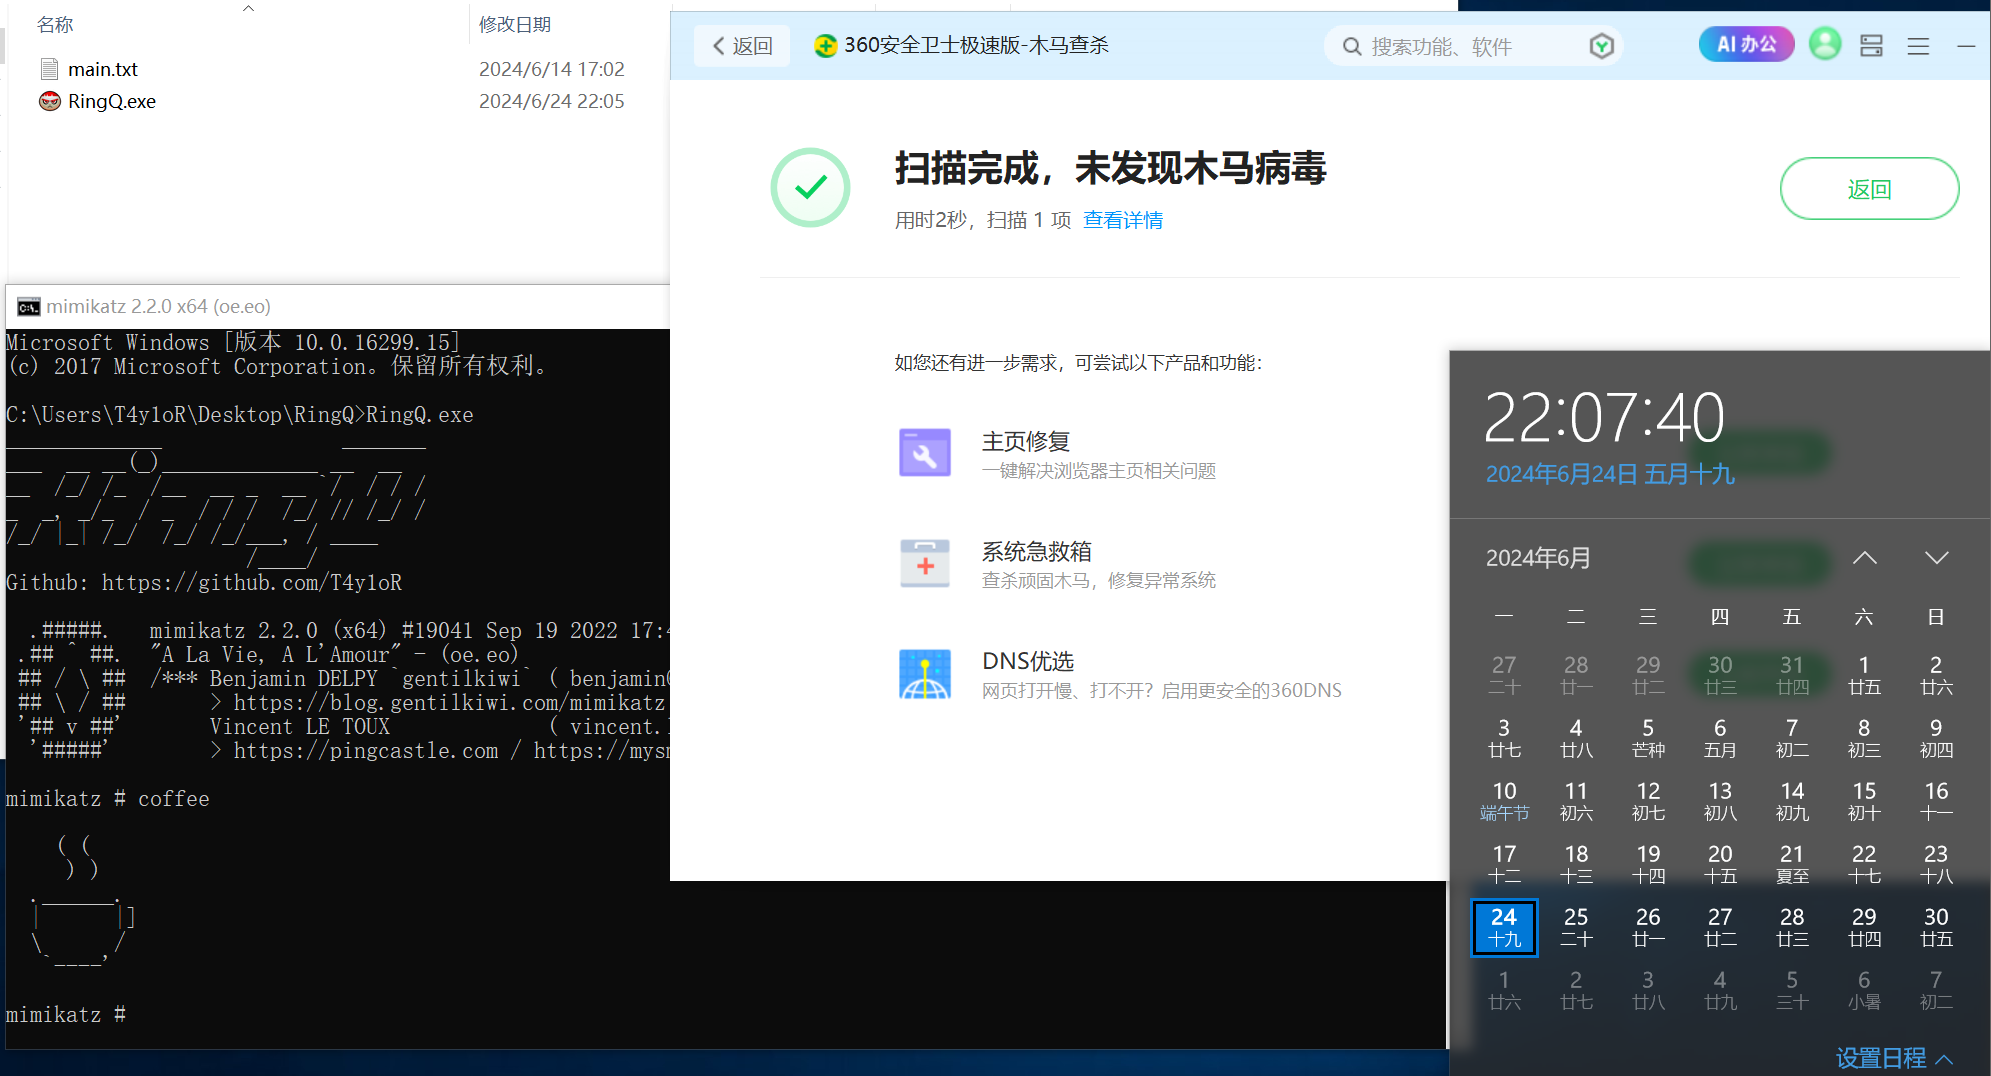 名称
修改日期
main.txt
2024/6/14 17:02
RingQ.exe
2024/6/24 22:05
返回
360安全卫士极速版-木马查杀
搜索功能、软件
AI 办公
扫描完成，未发现木马病毒
用时2秒，扫描 1 项 查看详情
返回
如您还有进一步需求，可尝试以下产品和功能：
主页修复
一键解决浏览器主页相关问题
系统急救箱
查杀顽固木马，修复异常系统
DNS优选
网页打开慢、打不开？启用更安全的360DNS
mimikatz 2.2.0 x64 (oe.eo)
Microsoft Windows [版本 10.0.16299.15]
(c) 2017 Microsoft Corporation。保留所有权利。
C:\Users\T4y1oR\Desktop\RingQ>RingQ.exe
Github: https://github.com/T4y1oR
.#####.   mimikatz 2.2.0 (x64) #19041 Sep 19 2022 17:4
.## ^ ##.  "A La Vie, A L'Amour" - (oe.eo)
## / \ ##  /*** Benjamin DELPY `gentilkiwi` ( benjamin@
## \ / ##       > https://blog.gentilkiwi.com/mimikatz
'## v ##'       Vincent LE TOUX             ( vincent.
'#####'        > https://pingcastle.com / https://mysm
mimikatz # coffee
mimikatz #
22:07:40
2024年6月24日 五月十九
2024年6月
一 二 三 四 五 六 日
27 28 29 30 31 1 2
二十 廿一 廿二 廿三 廿四 廿五 廿六
3 4 5 6 7 8 9
廿七 廿八 芒种 五月 初二 初三 初四
10 11 12 13 14 15 16
端午节 初六 初七 初八 初九 初十 十一
17 18 19 20 21 22 23
十二 十三 十四 十五 夏至 十七 十八
24 25 26 27 28 29 30
十九 二十 廿一 廿二 廿三 廿四 廿五
1 2 3 4 5 6 7
廿六 廿七 廿八 廿九 三十 小暑 初二
设置日程